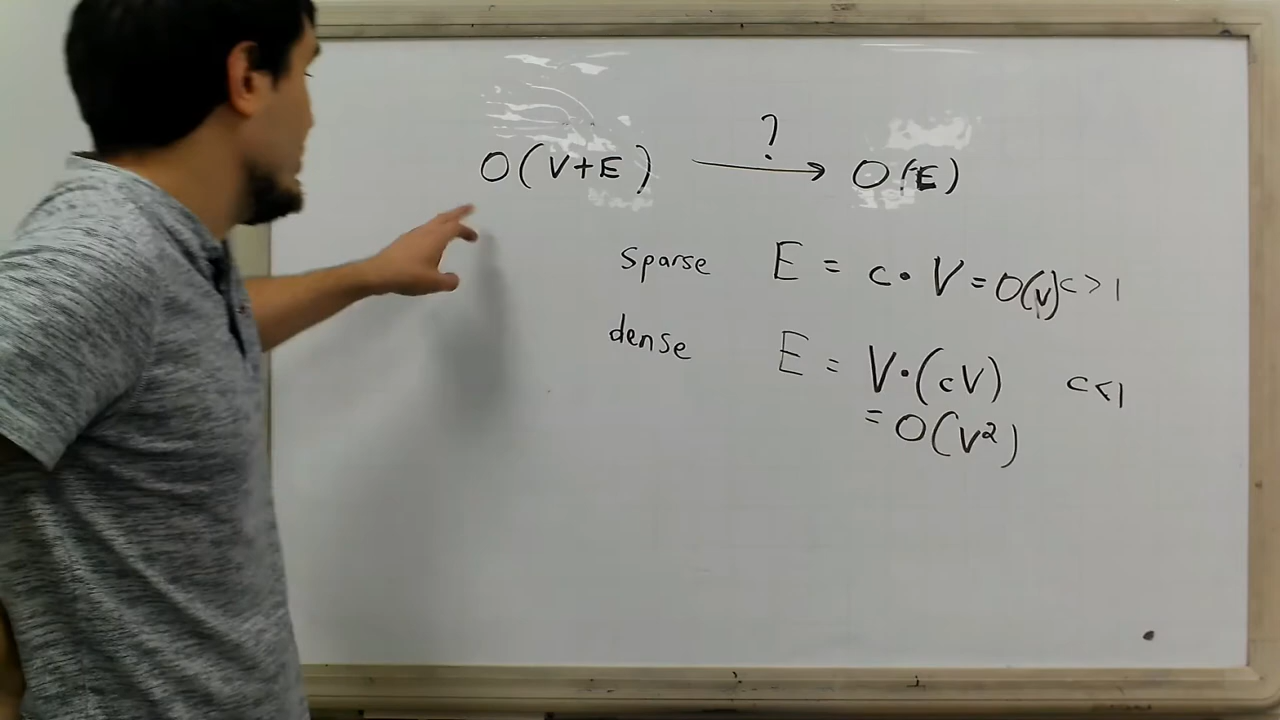 ?
O(V+E) → O(E)
sparse E = c·V = O(V) c>1
dense E = V·(cV) c<1
= O(V²)